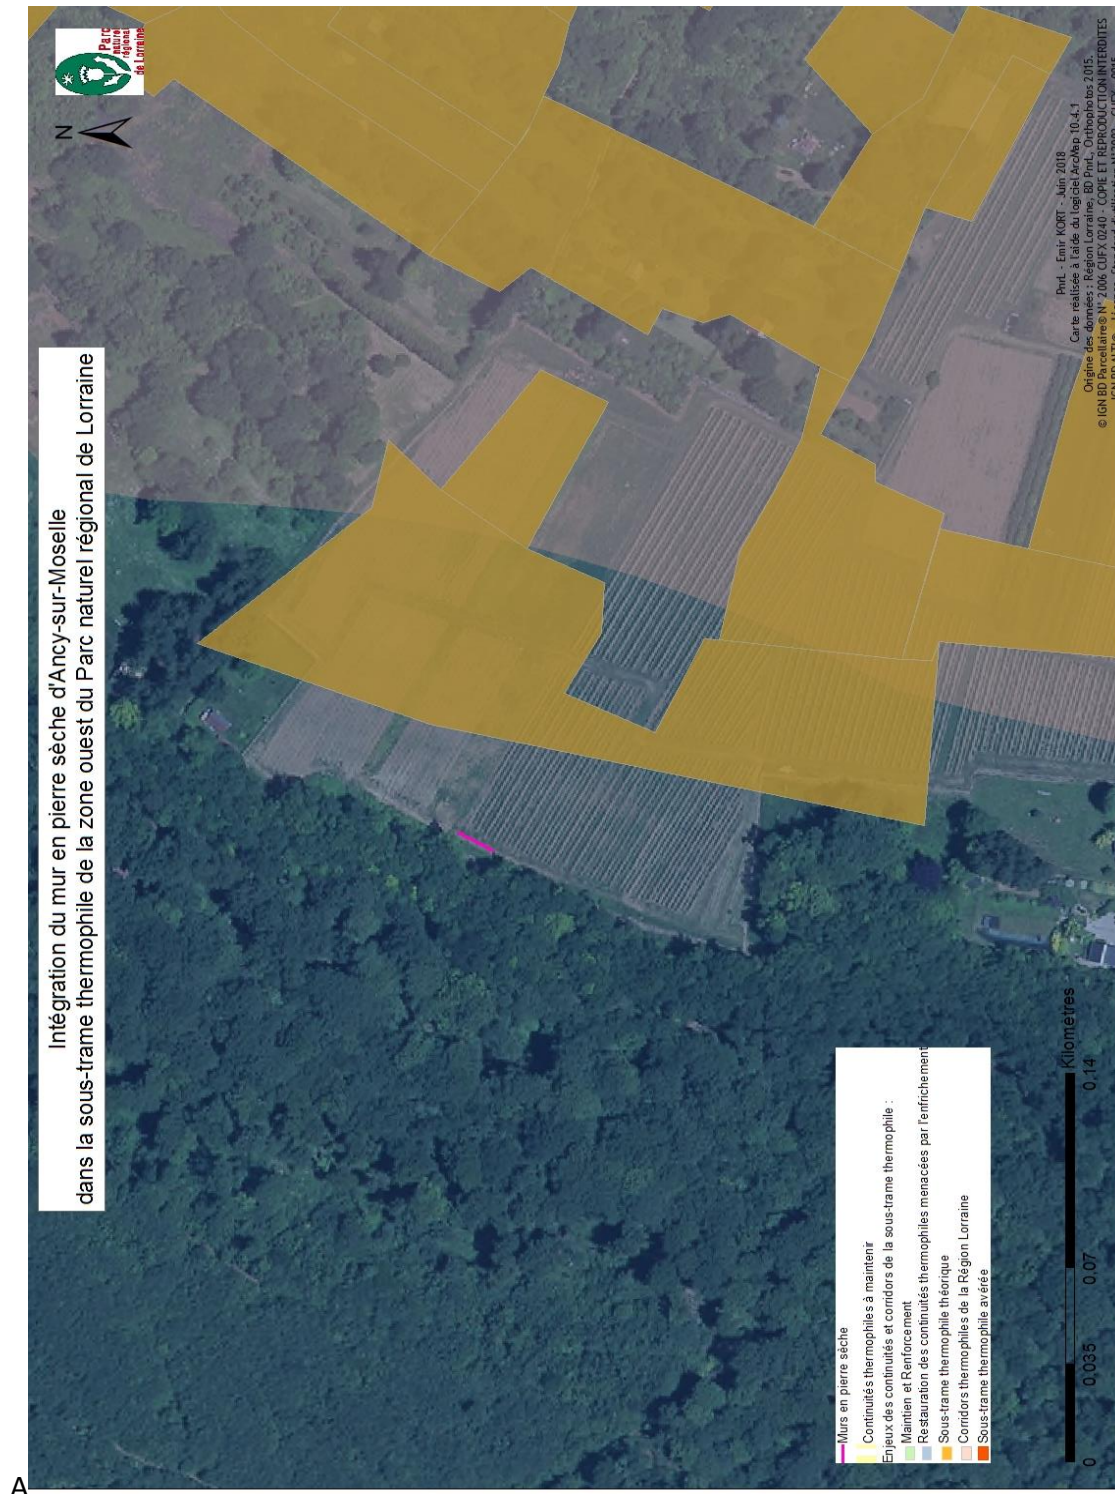 Intégration du mur en pierre sèche d'Ancy-sur-Moselle
dans la sous-trame thermophile de la zone ouest du Parc naturel régional de Lorraine
Parc
naturel
régional
de Lorraine
N
Murs en pierre sèche
Continuités thermophiles à maintenir
Enjeux des continuités et corridors de la sous-trame thermophile :
Maintien et Renforcement
Restauration des continuités thermophiles menacées par l'enfrichement
Sous-trame thermophile théorique
Corridors thermophiles de la Région Lorraine
Sous-trame thermophile avérée
0 0,035 0,07 0,14
Kilomètres
PnrL - Emir KORT - Juin 2018
Carte réalisée à l'aide du logiciel ArcMap 10.4.1
Origine des données : Région Lorraine, BD PnrL, Orthophotos 2015.
© IGN BD Parcellaire® N° 2006 CUFX 0240 - COPIE ET REPRODUCTION INTERDITES
A